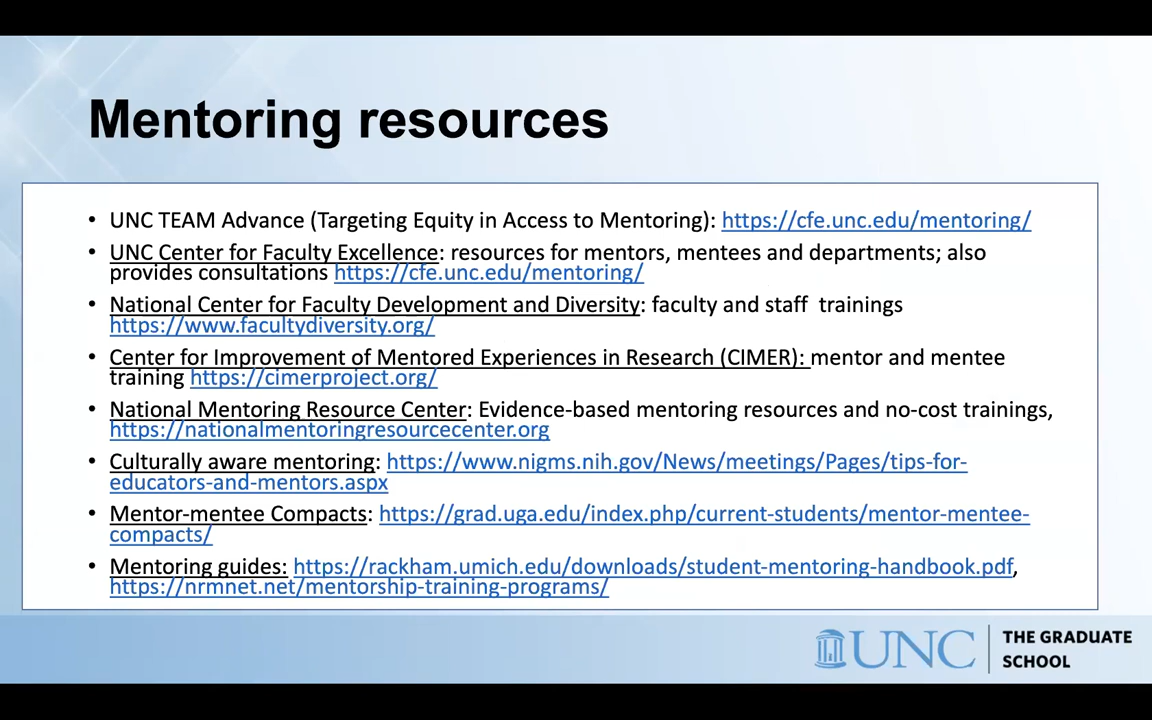 Mentoring resources
• UNC TEAM Advance (Targeting Equity in Access to Mentoring): https://cfe.unc.edu/mentoring/
• UNC Center for Faculty Excellence: resources for mentors, mentees and departments; also
provides consultations https://cfe.unc.edu/mentoring/
• National Center for Faculty Development and Diversity: faculty and staff  trainings
https://www.facultydiversity.org/
• Center for Improvement of Mentored Experiences in Research (CIMER): mentor and mentee
training https://cimerproject.org/
• National Mentoring Resource Center: Evidence-based mentoring resources and no-cost trainings,
https://nationalmentoringresourcecenter.org
• Culturally aware mentoring: https://www.nigms.nih.gov/News/meetings/Pages/tips-for-
educators-and-mentors.aspx
• Mentor-mentee Compacts: https://grad.uga.edu/index.php/current-students/mentor-mentee-
compacts/
• Mentoring guides: https://rackham.umich.edu/downloads/student-mentoring-handbook.pdf,
https://nrmnet.net/mentorship-training-programs/
UNC THE GRADUATE
SCHOOL